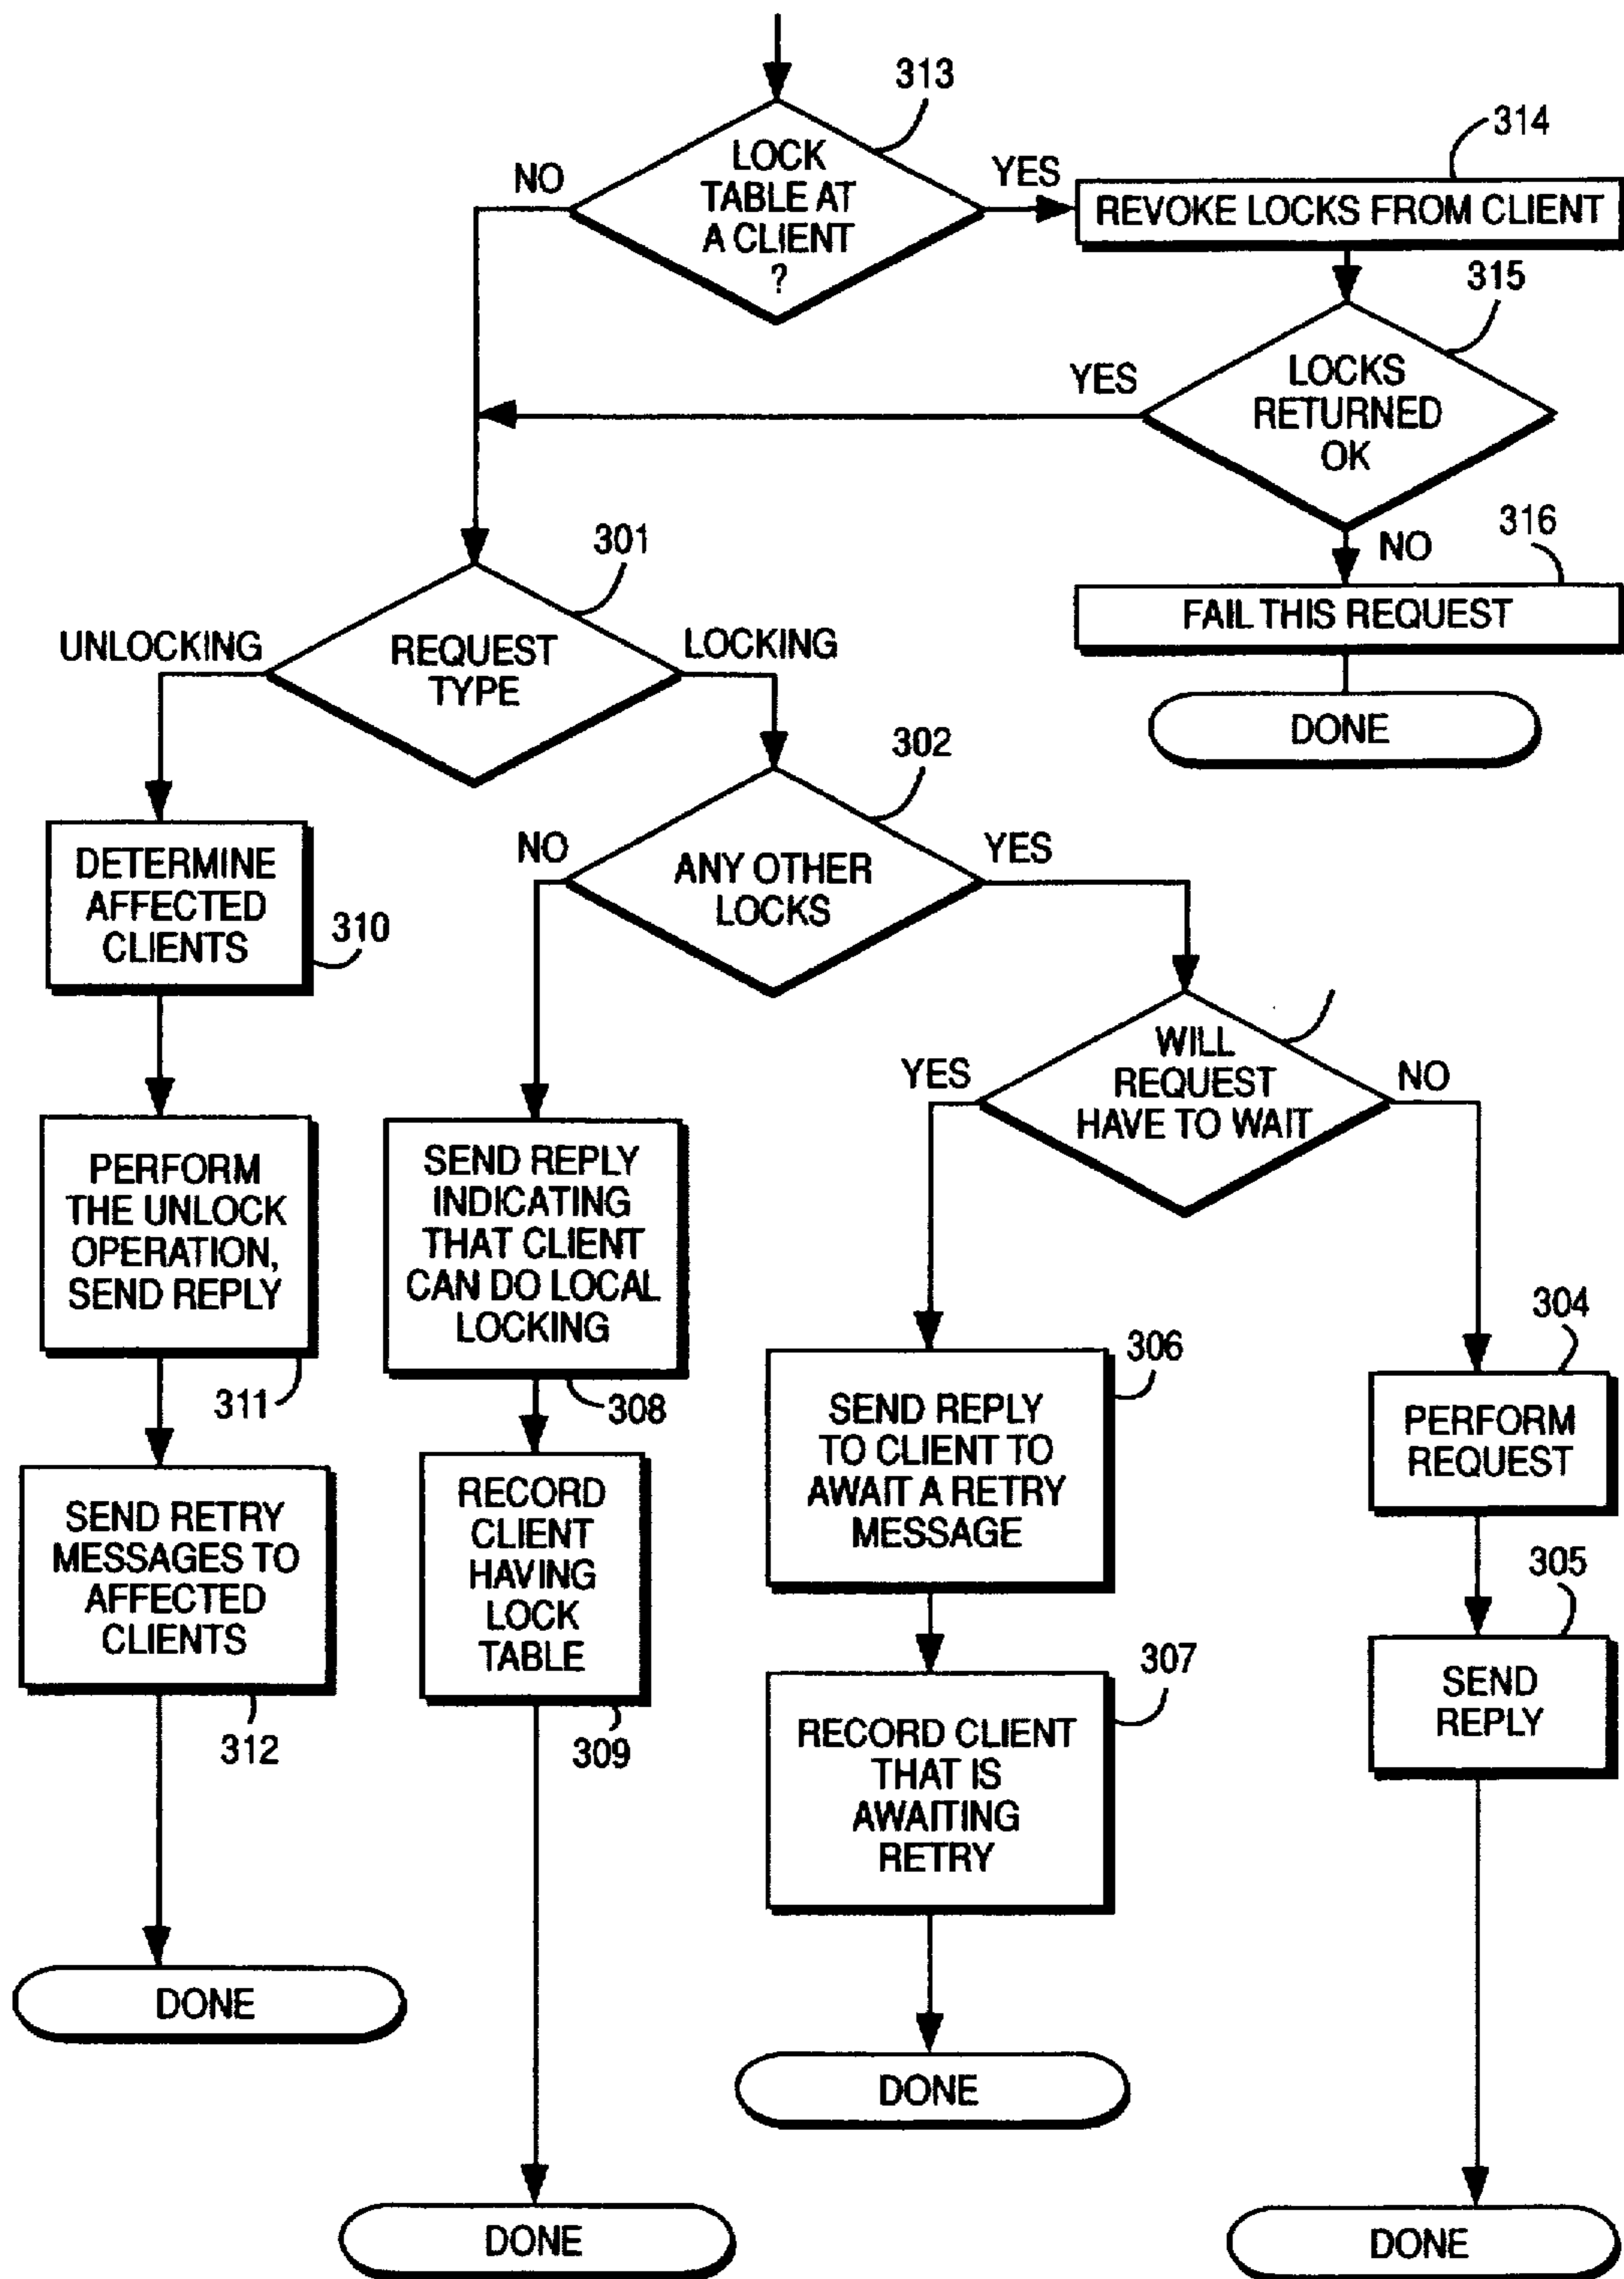 313
LOCK
TABLE AT
A CLIENT
?
NO
YES
314
REVOKE LOCKS FROM CLIENT
315
LOCKS
RETURNED
OK
YES
NO
316
FAIL THIS REQUEST
DONE
301
REQUEST
TYPE
UNLOCKING
LOCKING
302
ANY OTHER
LOCKS
NO
YES
DETERMINE
AFFECTED
CLIENTS
310
WILL
REQUEST
HAVE TO WAIT
YES
NO
PERFORM
THE UNLOCK
OPERATION,
SEND REPLY
311
SEND REPLY
INDICATING
THAT CLIENT
CAN DO LOCAL
LOCKING
308
306
SEND REPLY
TO CLIENT TO
AWAIT A RETRY
MESSAGE
304
PERFORM
REQUEST
SEND RETRY
MESSAGES TO
AFFECTED
CLIENTS
312
RECORD
CLIENT
HAVING
LOCK
TABLE
309
307
RECORD CLIENT
THAT IS
AWAITING
RETRY
305
SEND
REPLY
DONE
DONE
DONE
DONE